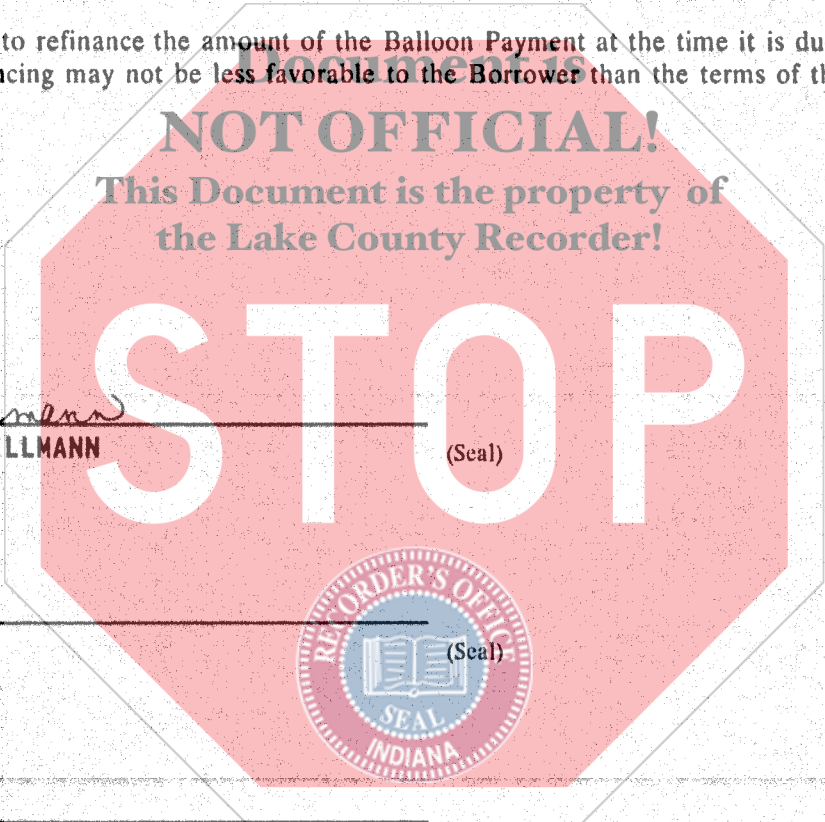 to refinance the amount of the Balloon Payment at the time it is du
cing may not be less favorable to the Borrower than the terms of th
Document is
NOT OFFICIAL!
This Document is the property of
the Lake County Recorder!
STOP
mann
LLMANN
(Seal)
RECORDER'S OFFICE
(Seal)
SEAL
INDIANA